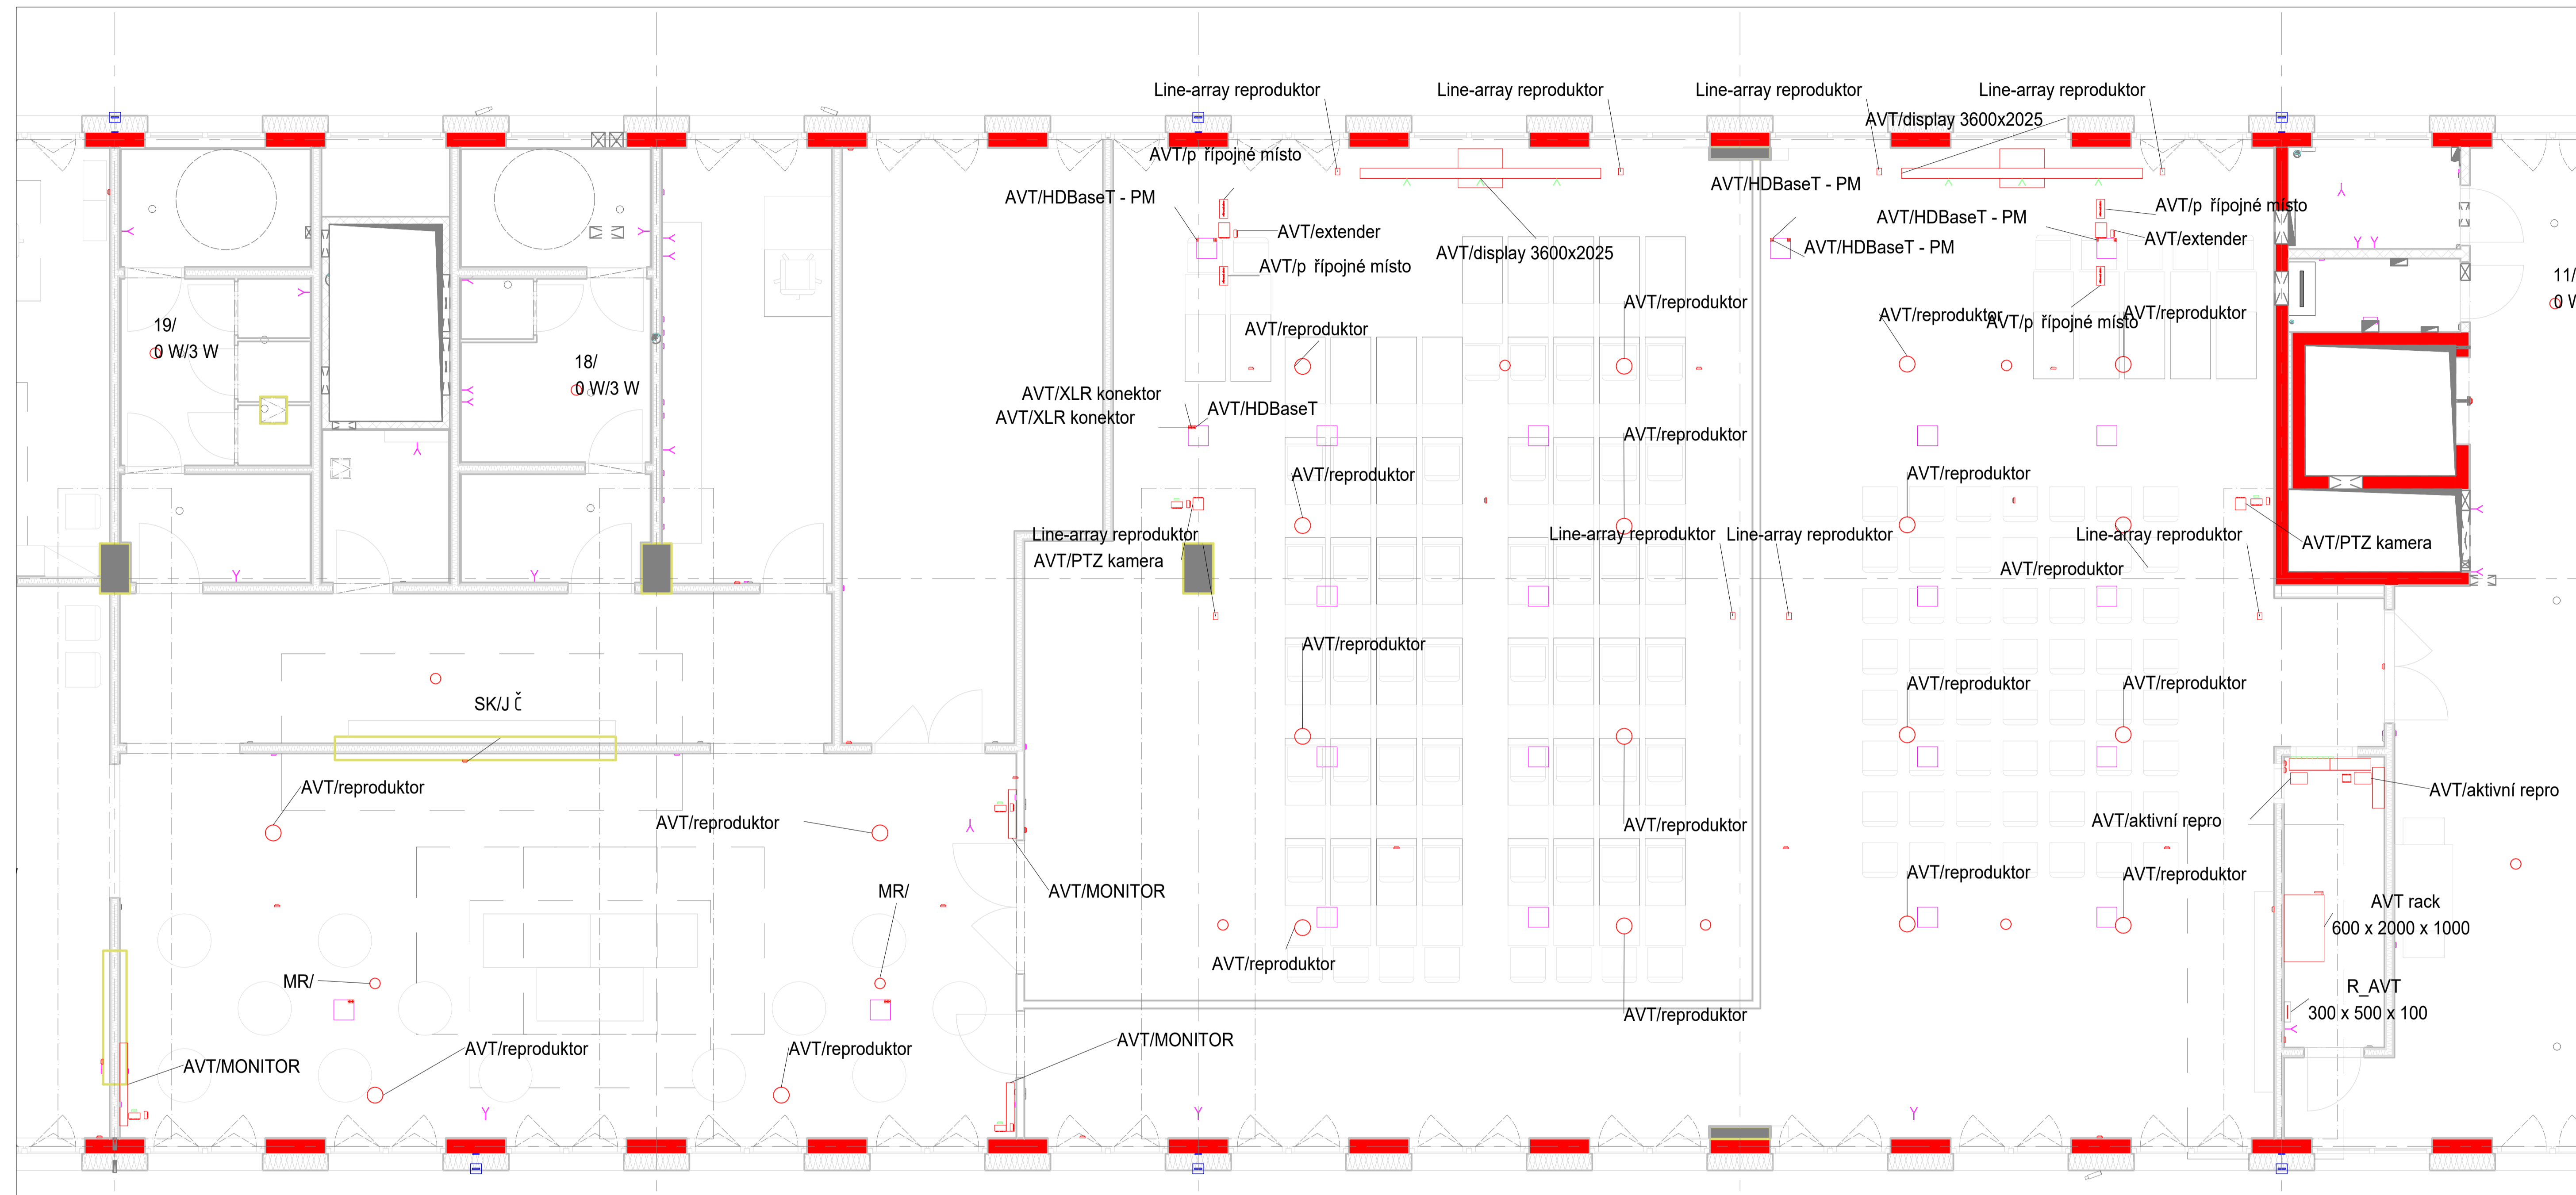 Line-array reproduktor
Line-array reproduktor
Line-array reproduktor
Line-array reproduktor
AVT/display 3600x2025
AVT/p řípojné místo
AVT/HDBaseT - PM
AVT/HDBaseT - PM
AVT/HDBaseT - PM
AVT/p řípojné místo
AVT/extender
AVT/extender
AVT/HDBaseT - PM
AVT/display 3600x2025
AVT/p řípojné místo
11/
0 W
AVT/reproduktor
AVT/reproduktor
AVT/p řípojné místo
AVT/reproduktor
19/
0 W/3 W
AVT/reproduktor
18/
0 W/3 W
AVT/XLR konektor
AVT/HDBaseT
AVT/XLR konektor
AVT/reproduktor
AVT/reproduktor
AVT/reproduktor
Line-array reproduktor
Line-array reproduktor
Line-array reproduktor
Line-array reproduktor
AVT/PTZ kamera
AVT/PTZ kamera
AVT/reproduktor
AVT/reproduktor
AVT/reproduktor
AVT/reproduktor
SK/J Č
AVT/reproduktor
AVT/aktivní repro
AVT/reproduktor
AVT/reproduktor
AVT/aktivní repro
AVT/reproduktor
AVT/reproduktor
MR/
AVT/MONITOR
AVT rack
600 x 2000 x 1000
AVT/reproduktor
MR/
R_AVT
300 x 500 x 100
AVT/reproduktor
AVT/MONITOR
AVT/reproduktor
AVT/reproduktor
AVT/MONITOR